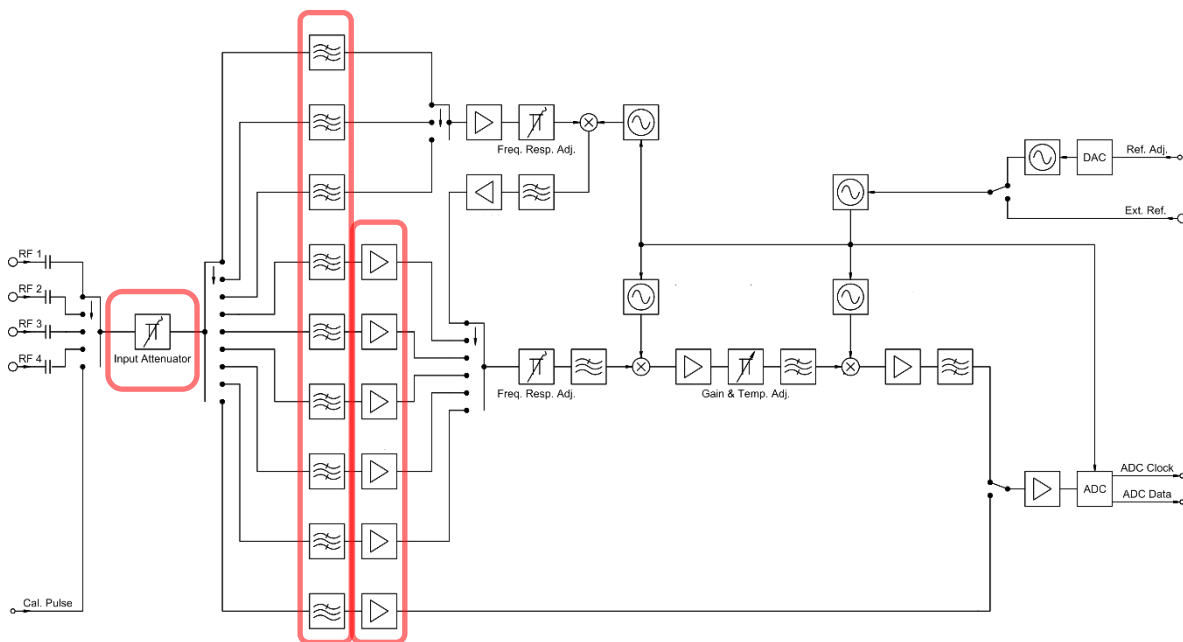 Freq. Resp. Adj.
DAC
Ref. Adj.
Ext. Ref.
RF 1
RF 2
RF 3
RF 4
Input Attenuator
Freq. Resp. Adj.
Gain & Temp. Adj.
ADC
ADC Clock
ADC Data
Cal. Pulse